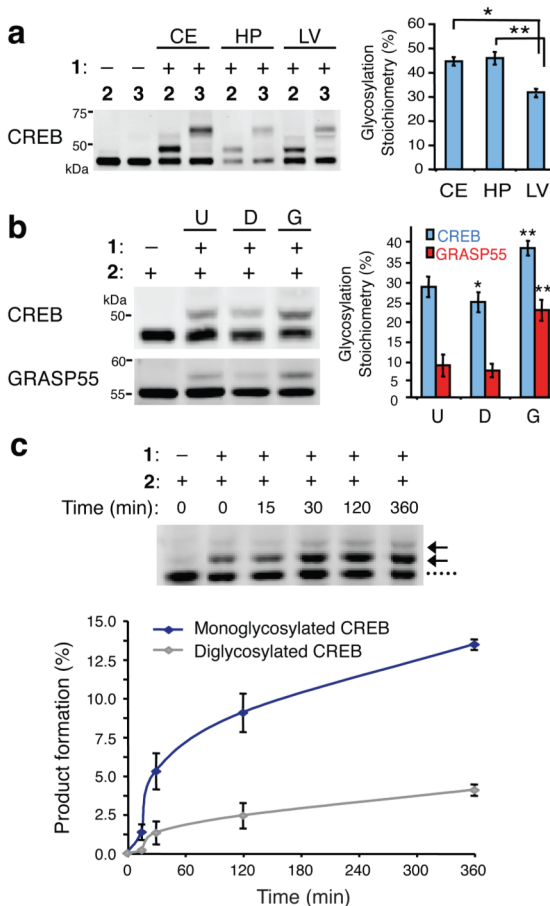 a
CE HP LV
1: – – + + + + + +
2 3 2 3 2 3 2 3
75
CREB
50
kDa
Glycosylation
Stoichiometry (%)
60
50
40
30
20
10
0
*
**
CE HP LV
b
U D G
1: – + + +
2: + + + +
kDa
CREB
50
60
GRASP55
55
Glycosylation
Stoichiometry (%)
CREB
GRASP55
40
35
30
25
20
15
10
5
0
*
**
**
U D G
c
1: – + + + + +
2: + + + + + +
Time (min): 0 0 15 30 120 360
Product formation (%)
15.0
12.5
10.0
7.5
5.0
2.5
0.0
Monoglycosylated CREB
Diglycosylated CREB
0 60 120 180 240 300 360
Time (min)